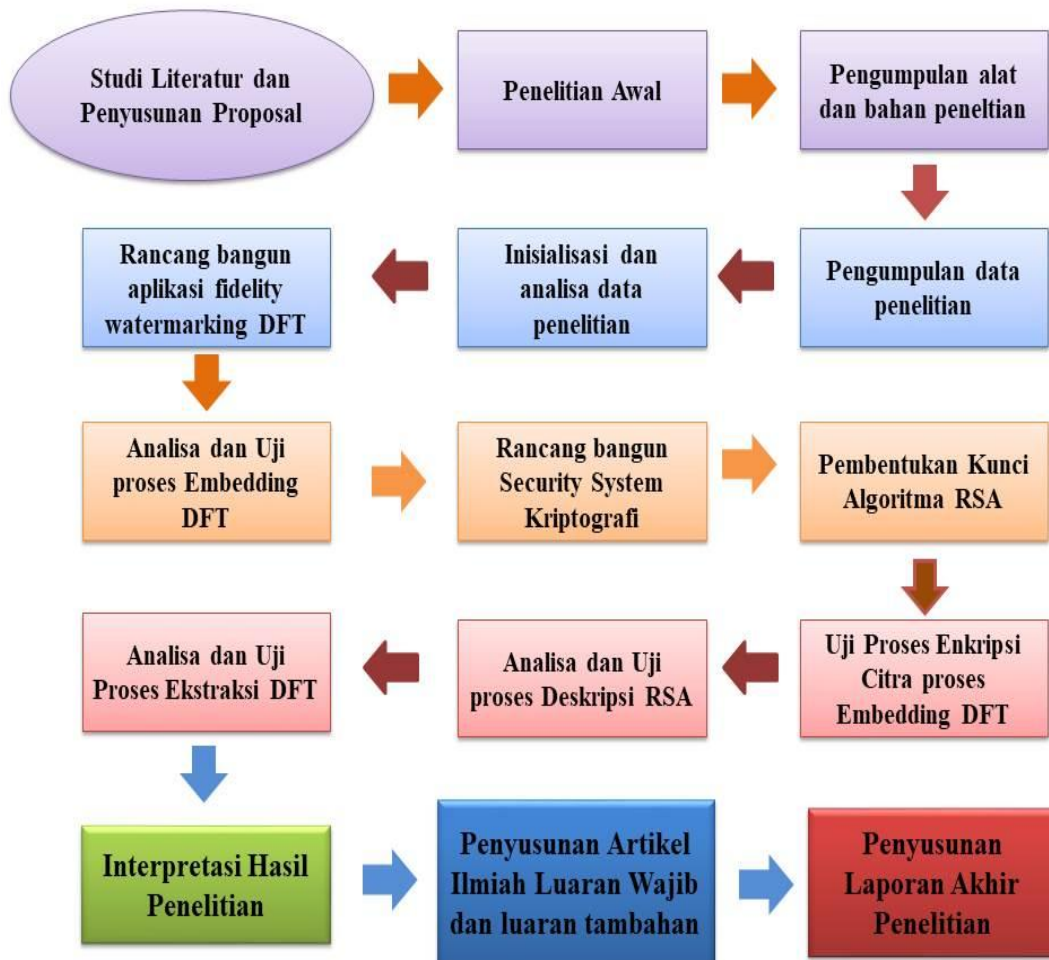 Studi Literatur dan
Penyusunan Proposal
Penelitian Awal
Pengumpulan alat
dan bahan peneltian
Pengumpulan data
penelitian
Inisialisasi dan
analisa data
penelitian
Rancang bangun
aplikasi fidelity
watermarking DFT
Analisa dan Uji
proses Embedding
DFT
Rancang bangun
Security System
Kriptografi
Pembentukan Kunci
Algoritma RSA
Uji Proses Enkripsi
Citra proses
Embedding DFT
Analisa dan Uji
proses Deskripsi RSA
Analisa dan Uji
Proses Ekstraksi DFT
Interpretasi Hasil
Penelitian
Penyusunan Artikel
Ilmiah Luaran Wajib
dan luaran tambahan
Penyusunan
Laporan Akhir
Penelitian